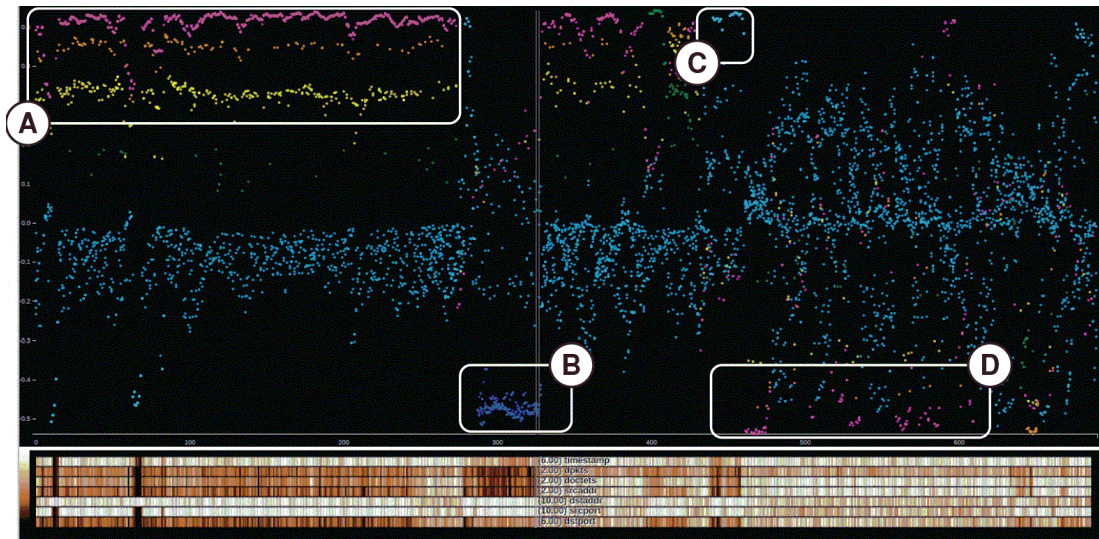 C
A
0.1
0.0
-0.1
-0.2
-0.3
-0.4
-0.5
B
D
0
100
200
300
400
500
600
(6.00) timestamp
(2.00) dpkts
(2.00) doctets
(2.00) srcaddr
(10.00) dstaddr
(10.00) srcport
(6.00) dstport